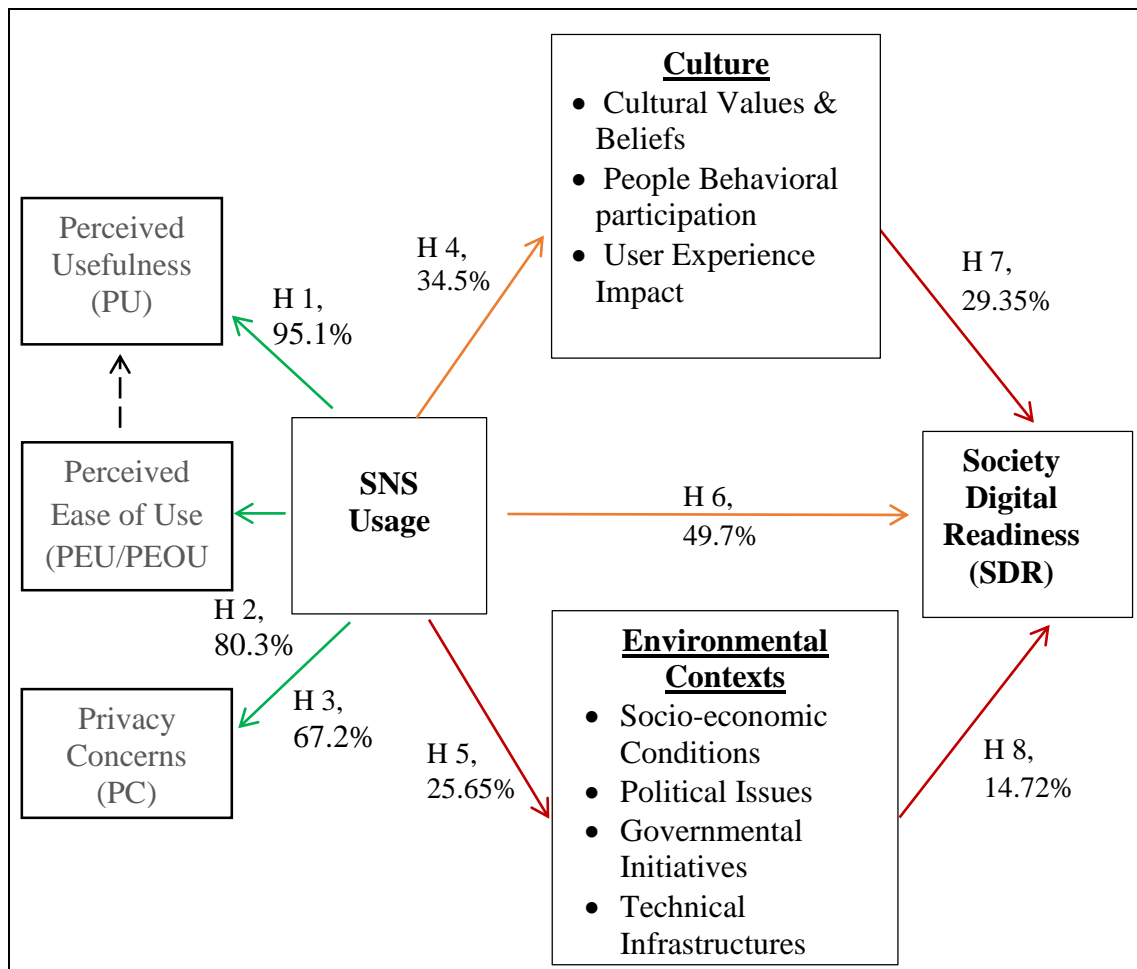 Culture
• Cultural Values &
Beliefs
• People Behavioral
participation
• User Experience
Impact
Perceived
Usefulness
(PU)
H 1,
95.1%
H 4,
34.5%
H 7,
29.35%
Perceived
Ease of Use
(PEU/PEOU
SNS
Usage
H 6,
49.7%
Society
Digital
Readiness
(SDR)
H 2,
80.3%
H 3,
67.2%
Privacy
Concerns
(PC)
H 5,
25.65%
Environmental
Contexts
• Socio-economic
Conditions
• Political Issues
• Governmental
Initiatives
• Technical
Infrastructures
H 8,
14.72%